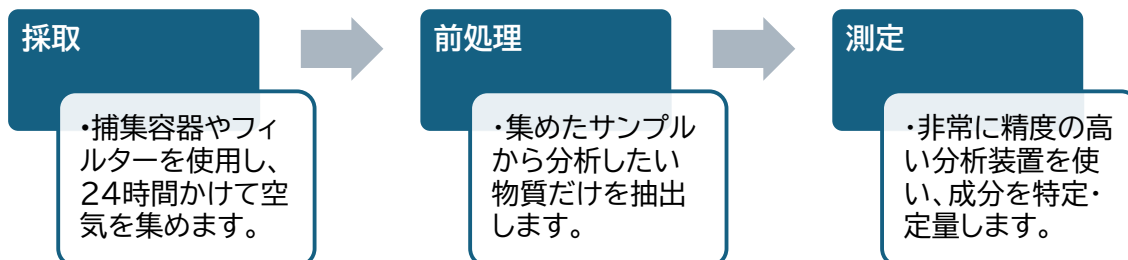 採取
・捕集容器やフィ
ルターを使用し、
24時間かけて空
気を集めます。
前処理
・集めたサンプル
から分析したい
物質だけを抽出
します。
測定
・非常に精度の高
い分析装置を使
い、成分を特定・
定量します。